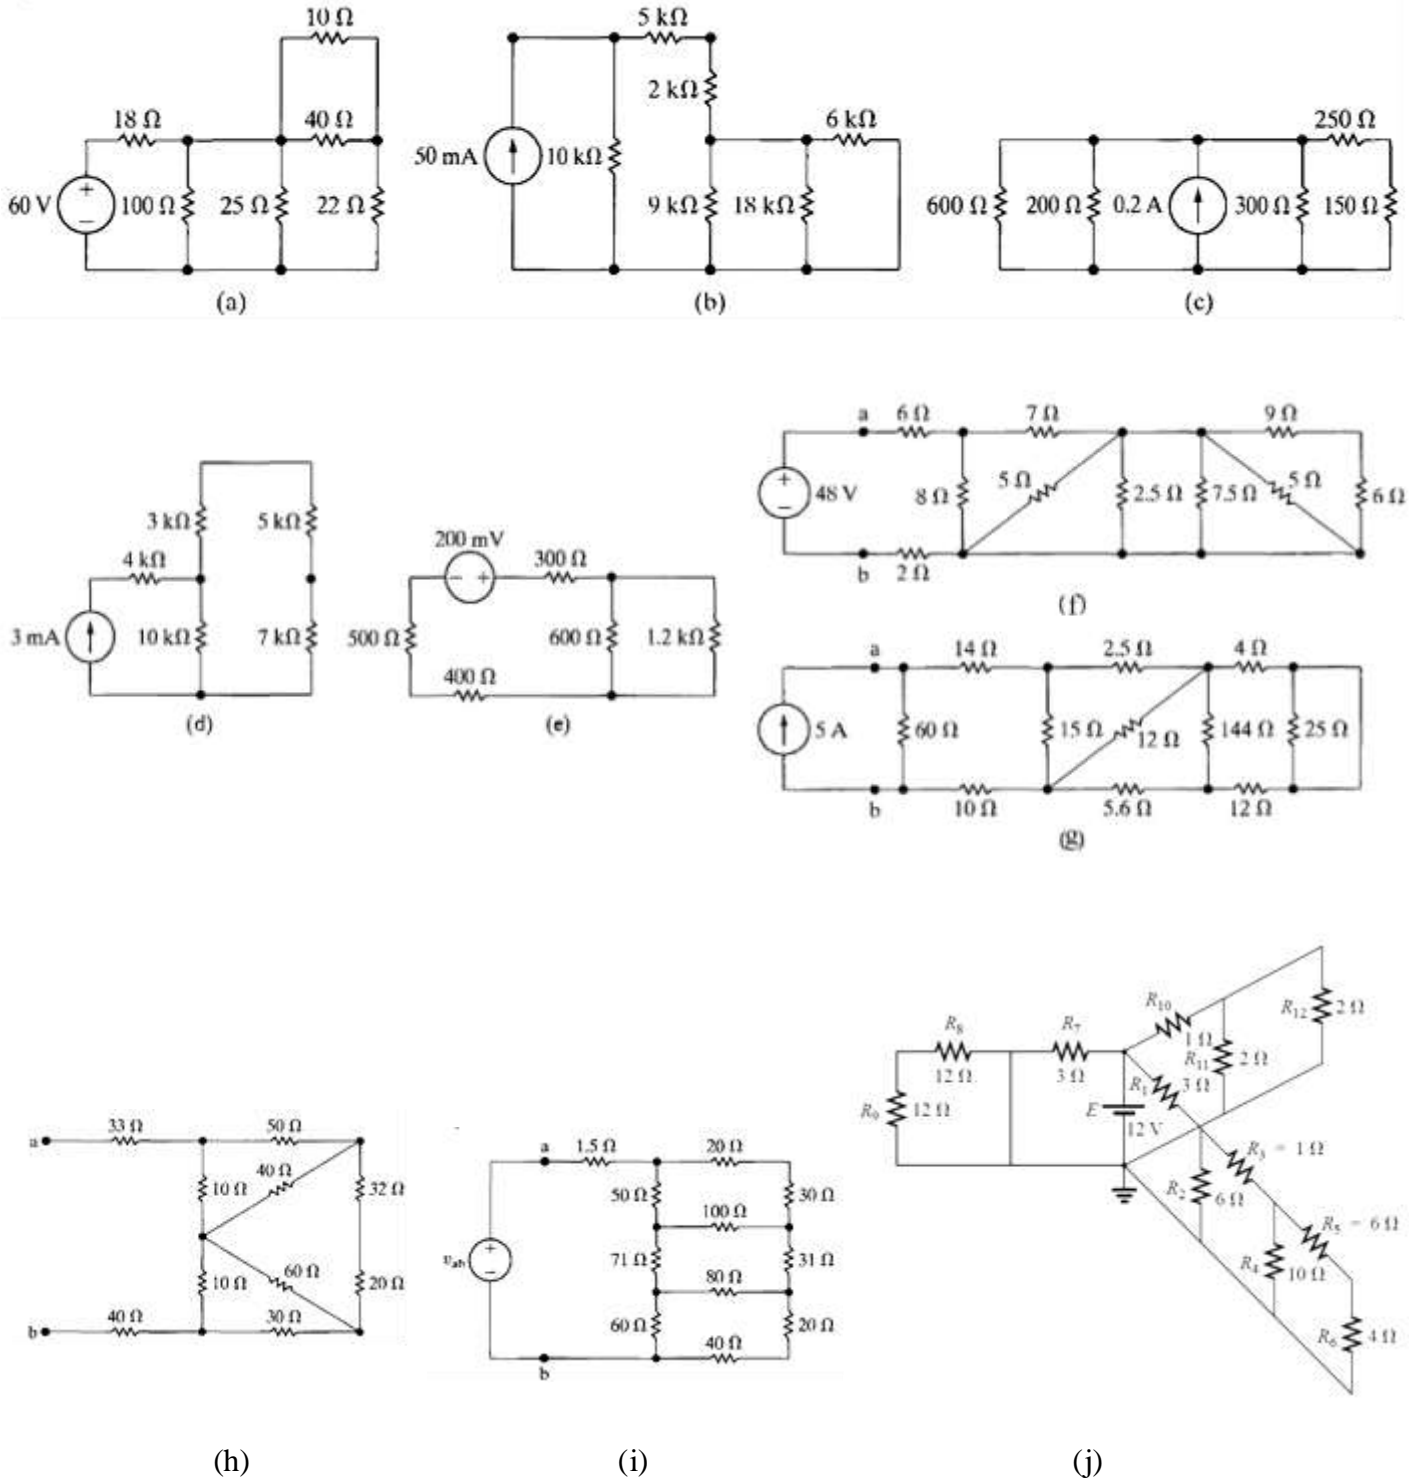 10 Ω
18 Ω
40 Ω
60 V
100 Ω
25 Ω
22 Ω
(a)
5 kΩ
2 kΩ
6 kΩ
50 mA
10 kΩ
9 kΩ
18 kΩ
(b)
250 Ω
600 Ω
200 Ω
0.2 A
300 Ω
150 Ω
(c)
3 kΩ
5 kΩ
4 kΩ
3 mA
10 kΩ
7 kΩ
(d)
200 mV
300 Ω
500 Ω
600 Ω
1.2 kΩ
400 Ω
(e)
a
6 Ω
7 Ω
9 Ω
48 V
8 Ω
5 Ω
2.5 Ω
7.5 Ω
5 Ω
6 Ω
b
2 Ω
(f)
a
14 Ω
2.5 Ω
4 Ω
5 A
60 Ω
15 Ω
12 Ω
144 Ω
25 Ω
b
10 Ω
5.6 Ω
12 Ω
(g)
33 Ω
50 Ω
a
40 Ω
10 Ω
32 Ω
10 Ω
60 Ω
20 Ω
40 Ω
30 Ω
b
a
1.5 Ω
20 Ω
50 Ω
30 Ω
100 Ω
vab
71 Ω
31 Ω
80 Ω
60 Ω
20 Ω
40 Ω
b
R10
1 Ω
R12
2 Ω
R8
12 Ω
R7
3 Ω
R11
2 Ω
R1
3 Ω
R9
12 Ω
E
12 V
R3 = 1 Ω
R2
6 Ω
R5 = 6 Ω
R4
10 Ω
R6
4 Ω
(h)
(i)
(j)